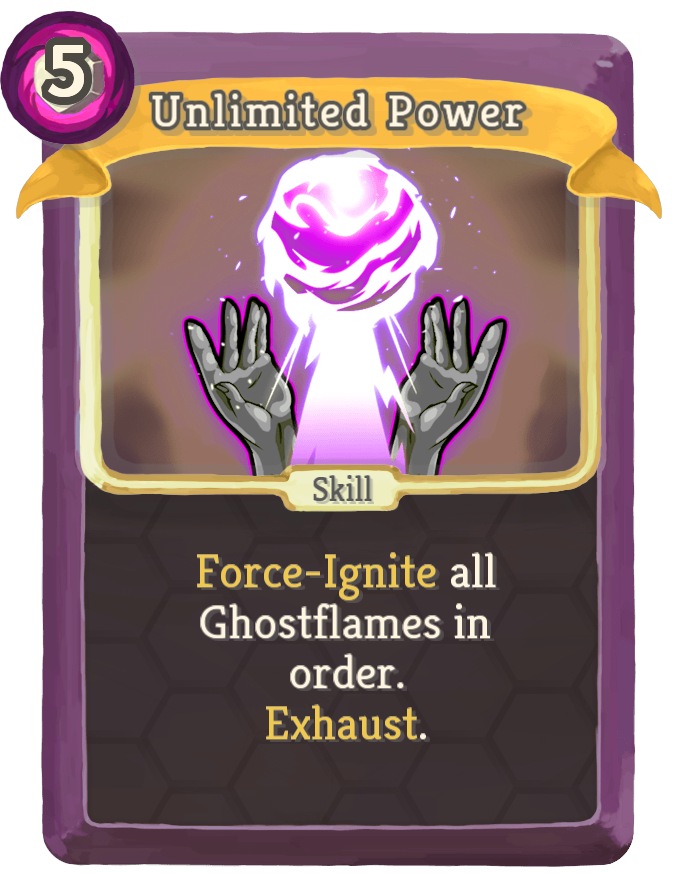 5
Unlimited Power
Skill
Force-Ignite all
Ghostflames in
order.
Exhaust.